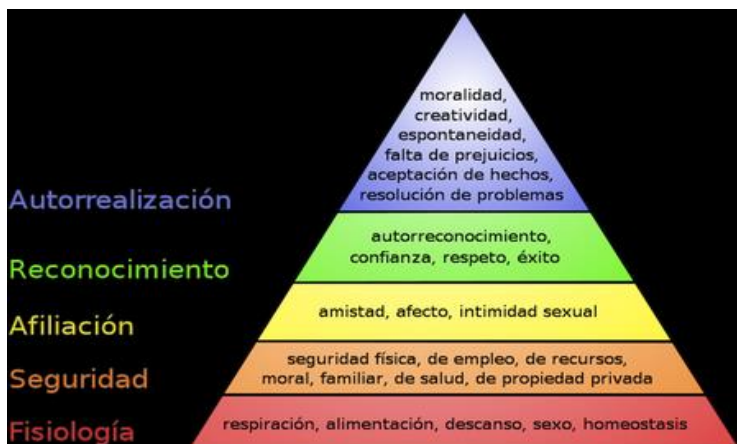 moralidad,
creatividad,
espontaneidad,
falta de prejuicios,
aceptación de hechos,
resolución de problemas
Autorrealización
autorreconocimiento,
confianza, respeto, éxito
Reconocimiento
amistad, afecto, intimidad sexual
Afiliación
seguridad física, de empleo, de recursos,
moral, familiar, de salud, de propiedad privada
Seguridad
respiración, alimentación, descanso, sexo, homeostasis
Fisiología